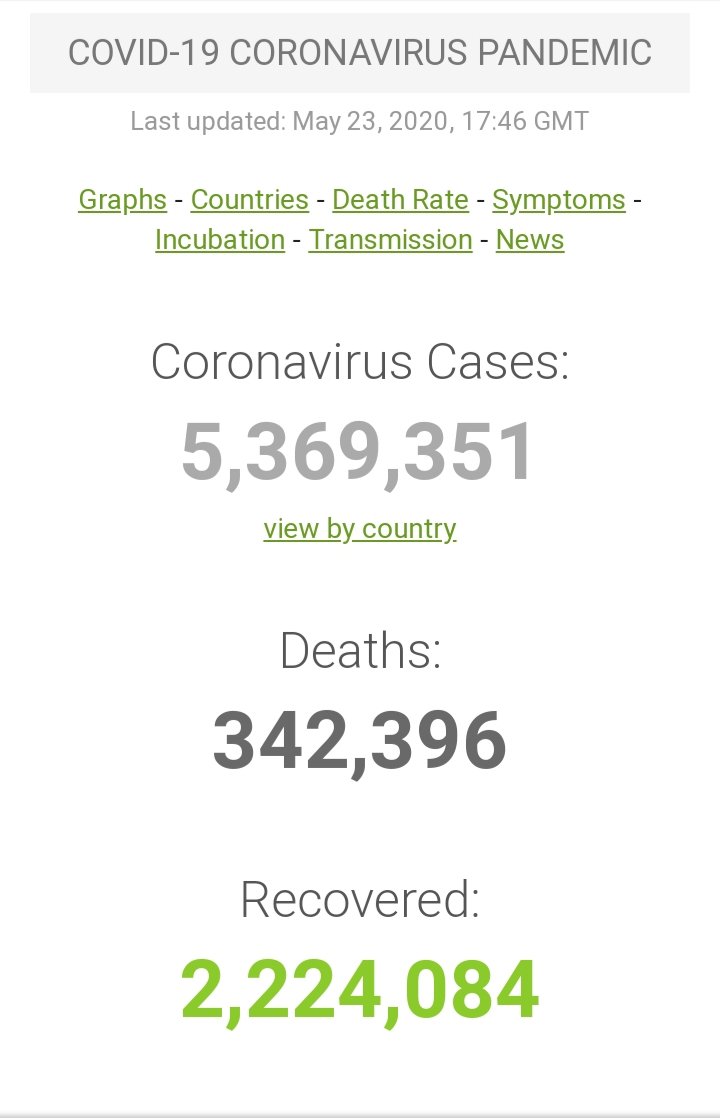 COVID-19 CORONAVIRUS PANDEMIC
Last updated: May 23, 2020, 17:46 GMT
Graphs - Countries - Death Rate - Symptoms -
Incubation - Transmission - News
Coronavirus Cases:
5,369,351
view by country
Deaths:
342,396
Recovered:
2,224,084